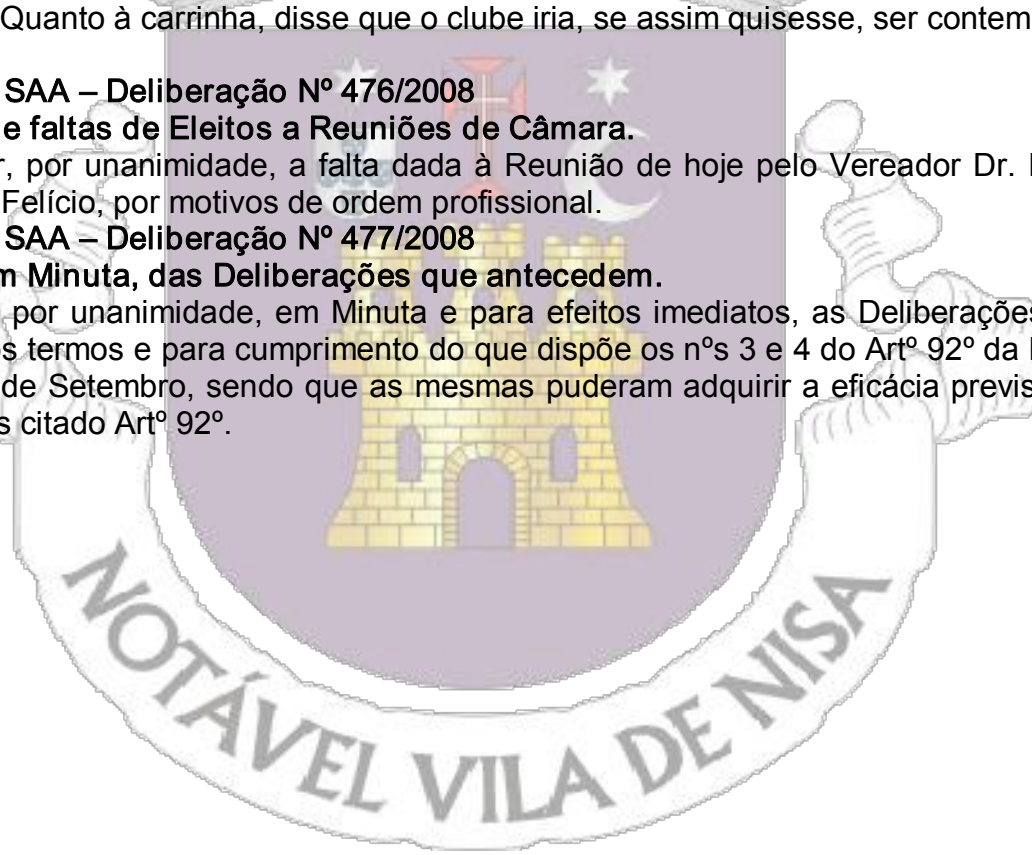 Quanto à carrinha, disse que o clube iria, se assim quisesse, ser contem
SAA – Deliberação Nº 476/2008
e faltas de Eleitos a Reuniões de Câmara.
r, por unanimidade, a falta dada à Reunião de hoje pelo Vereador Dr.
Felício, por motivos de ordem profissional.
SAA – Deliberação Nº 477/2008
m Minuta, das Deliberações que antecedem.
por unanimidade, em Minuta e para efeitos imediatos, as Deliberações
s termos e para cumprimento do que dispõe os nºs 3 e 4 do Artº 92º da
de Setembro, sendo que as mesmas puderam adquirir a eficácia previs
s citado Artº 92º.
NOTÁVEL VILA DE NISA